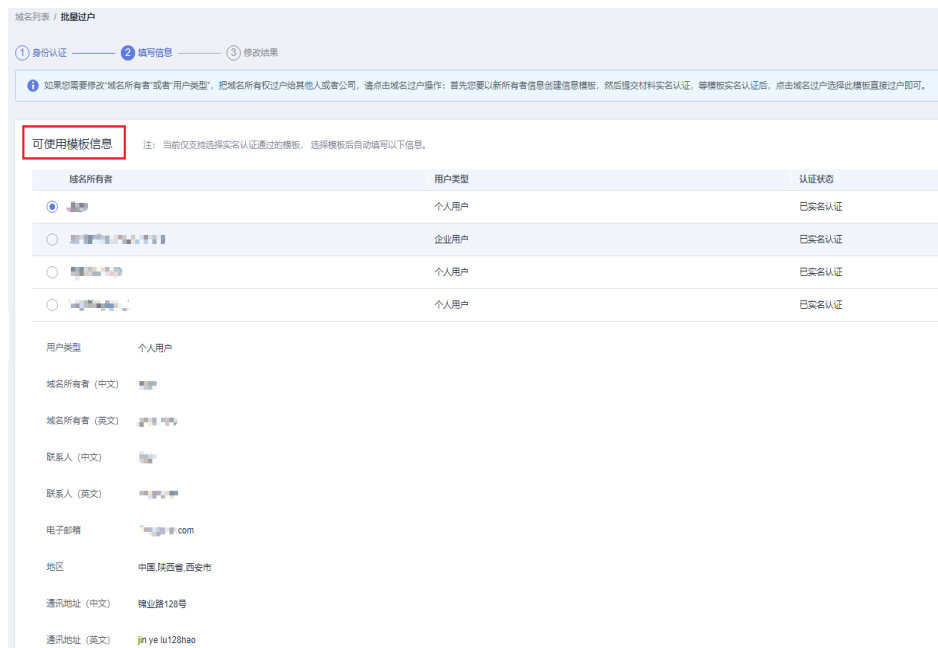 域名列表 / 批量过户
1 身份认证 2 填写信息 3 修改结果
如果您需要修改“域名所有者”或者“用户类型”，把域名所有权过户给其他人或者公司，请点击域名过户操作：首先您要以新所有者信息创建信息模板，然后提交材料实名认证，等模板实名认证后，点击域名过户选择此模板直接过户即可。
可使用模板信息 注： 当前仅支持选择实名认证通过的模板， 选择模板后自动填写以下信息。
域名所有者 用户类型 认证状态
个人用户 已实名认证
企业用户 已实名认证
个人用户 已实名认证
个人用户 已实名认证
用户类型 个人用户
域名所有者（中文）
域名所有者（英文）
联系人（中文）
联系人（英文）
电子邮箱 .com
地区 中国,陕西省,西安市
通讯地址（中文） 锦业路128号
通讯地址（英文） jin ye lu128hao